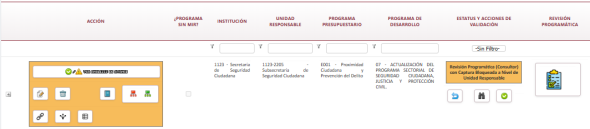 ACCIÓN
¿PROGRAMA
SIN MIR?
INSTITUCIÓN
UNIDAD
RESPONSABLE
PROGRAMA
PRESUPUESTARIO
PROGRAMA DE
DESARROLLO
ESTATUS Y ACCIONES DE
VALIDACIÓN
REVISIÓN
PROGRAMÁTICA
-Sin Filtro-
1123 - Secretaría
de Seguridad
Ciudadana
1123-2205
Subsecretaría de
Seguridad Ciudadana
E001 - Proximidad
Ciudadana y
Prevención del Delito
07 - ACTUALIZACIÓN DEL
PROGRAMA SECTORIAL DE
SEGURIDAD CIUDADANA,
JUSTICIA Y PROTECCIÓN
CIVIL.
Revisión Programática (Consultor)
con Captura Bloqueada a Nivel de
Unidad Responsable